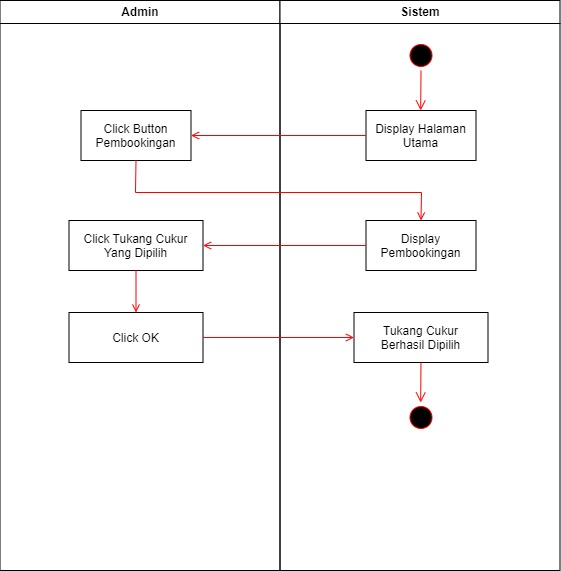 Admin
Sistem
Display Halaman
Utama
Click Button
Pembookingan
Display
Pembookingan
Click Tukang Cukur
Yang Dipilih
Click OK
Tukang Cukur
Berhasil Dipilih